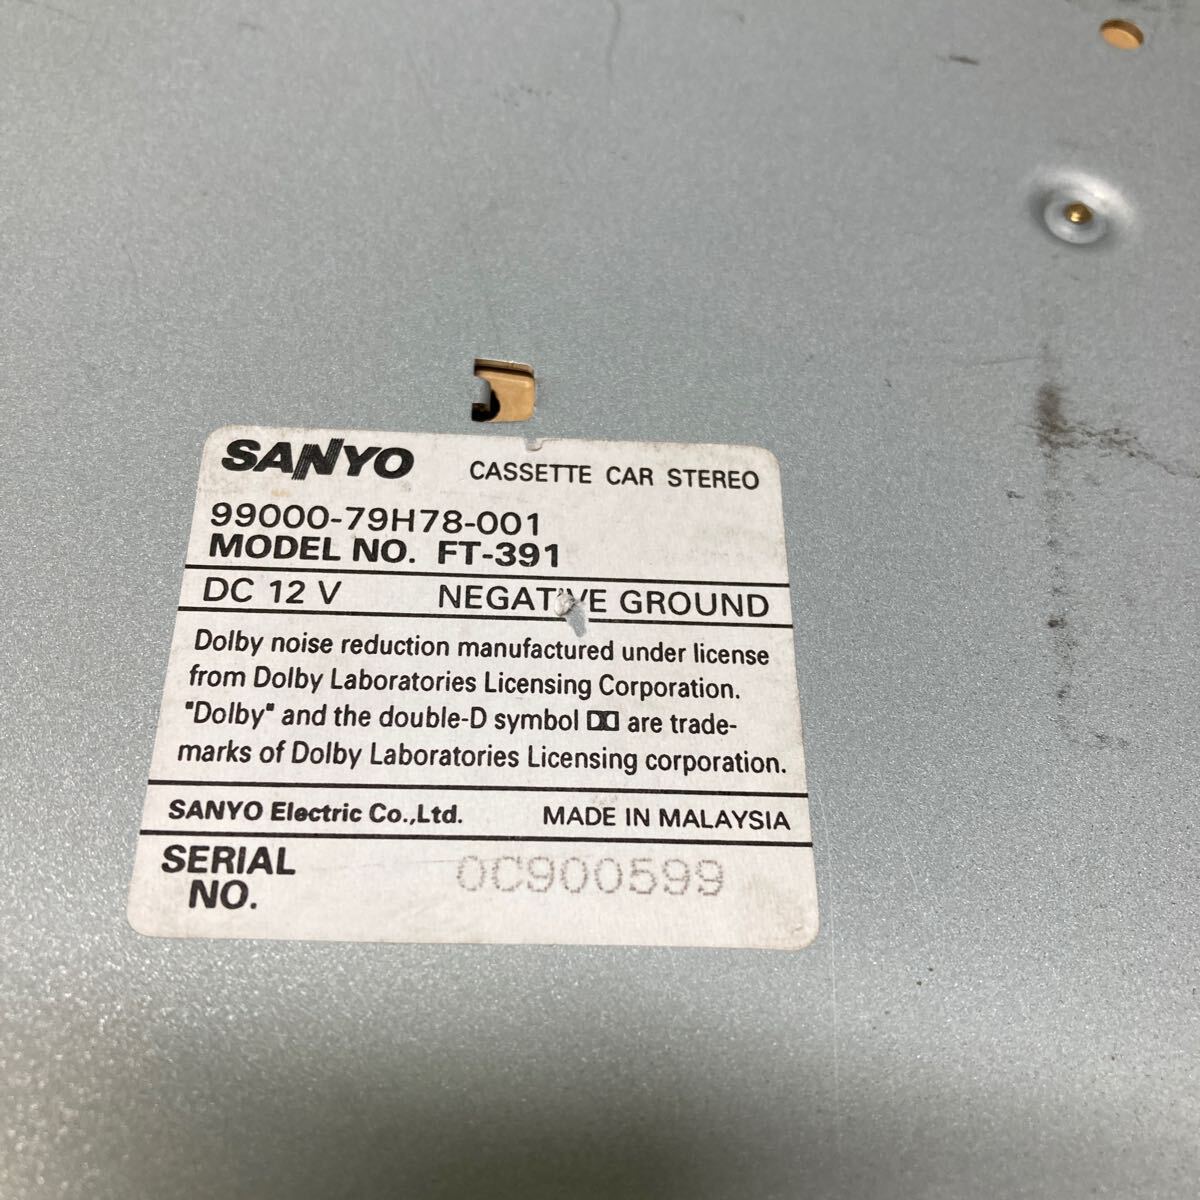 SANYO CASSETTE CAR STEREO
99000-79H78-001
MODEL NO. FT-391
DC 12 V NEGATIVE GROUND
Dolby noise reduction manufactured under license
from Dolby Laboratories Licensing Corporation.
"Dolby" and the double-D symbol are trade-
marks of Dolby Laboratories Licensing corporation.
SANYO Electric Co.,Ltd. MADE IN MALAYSIA
SERIAL
NO. 0C900599